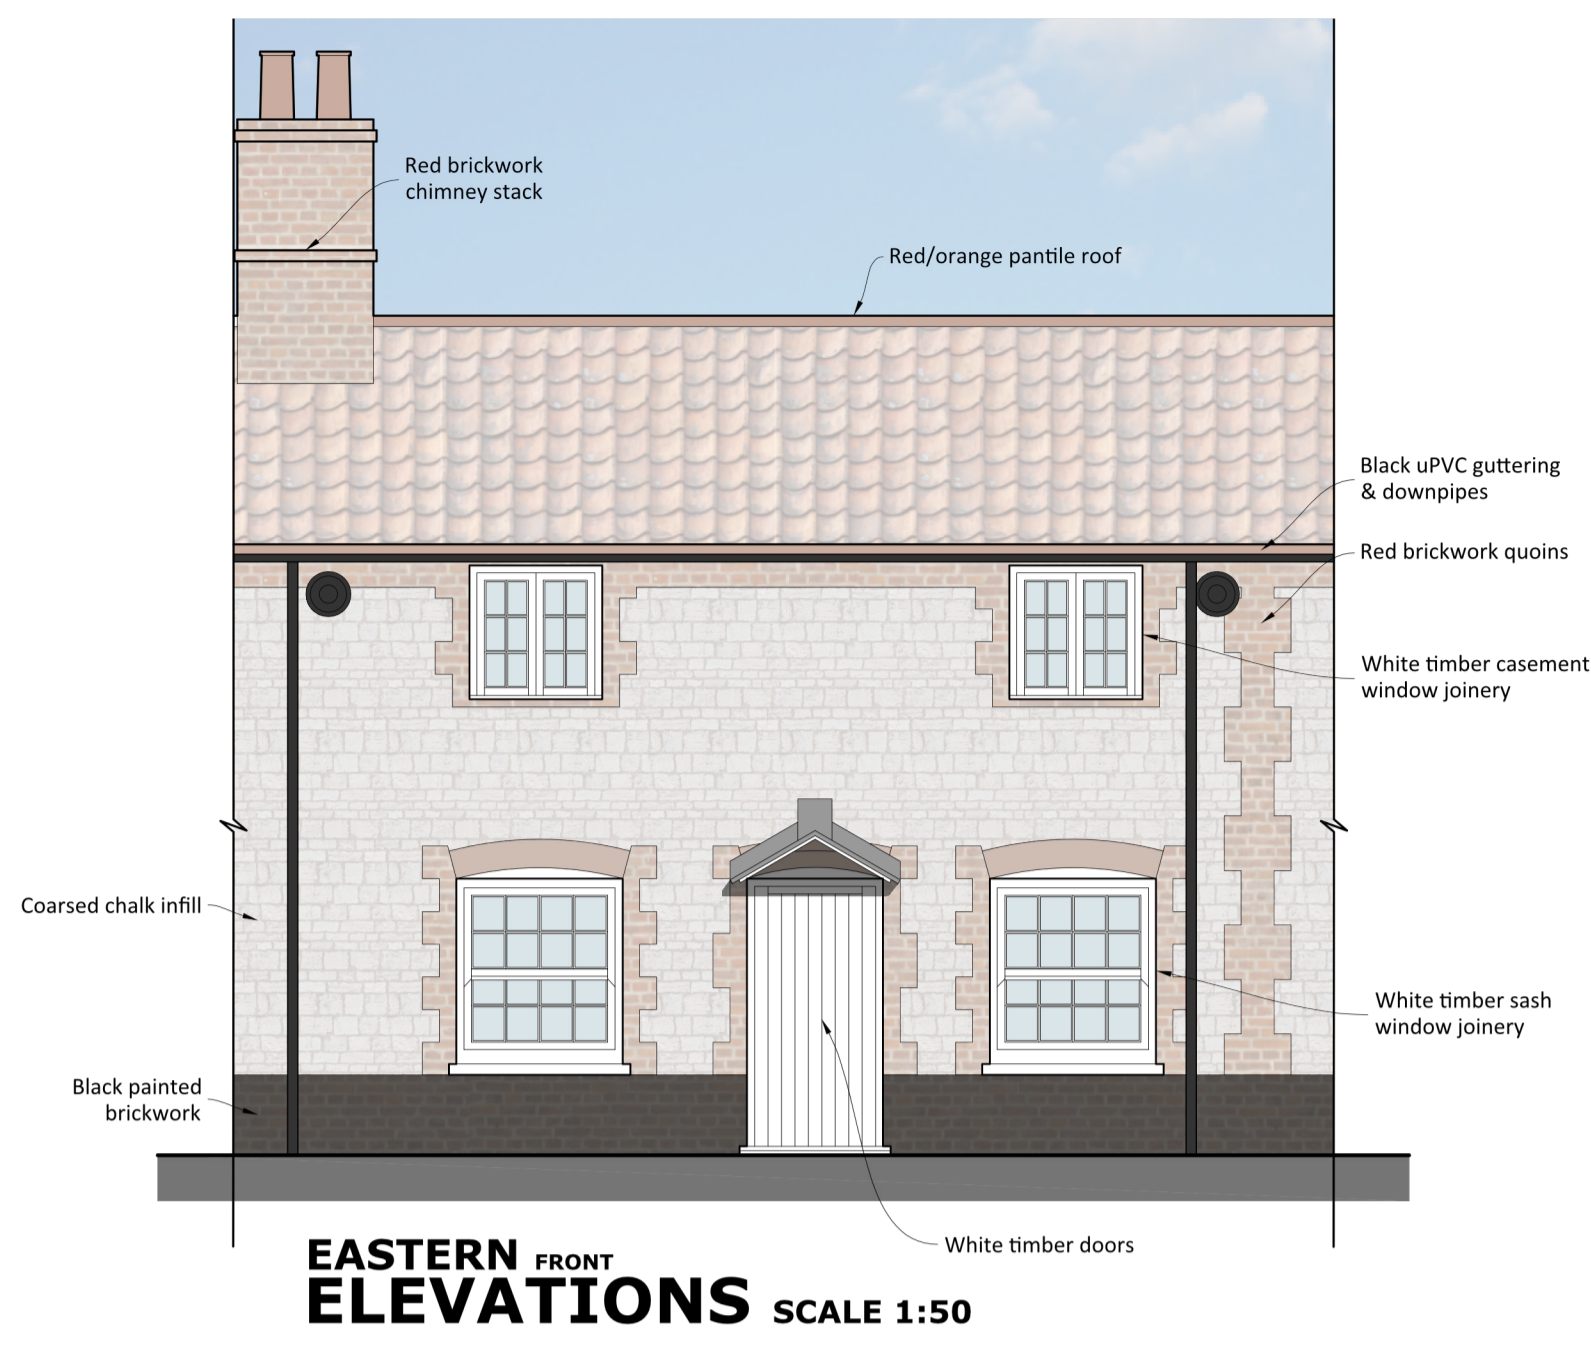 Red brickwork
chimney stack
Red/orange pantile roof
Black uPVC guttering
& downpipes
Red brickwork quoins
White timber casement
window joinery
Coarsed chalk infill
White timber sash
window joinery
Black painted
brickwork
White timber doors
EASTERN FRONT
ELEVATIONS SCALE 1:50